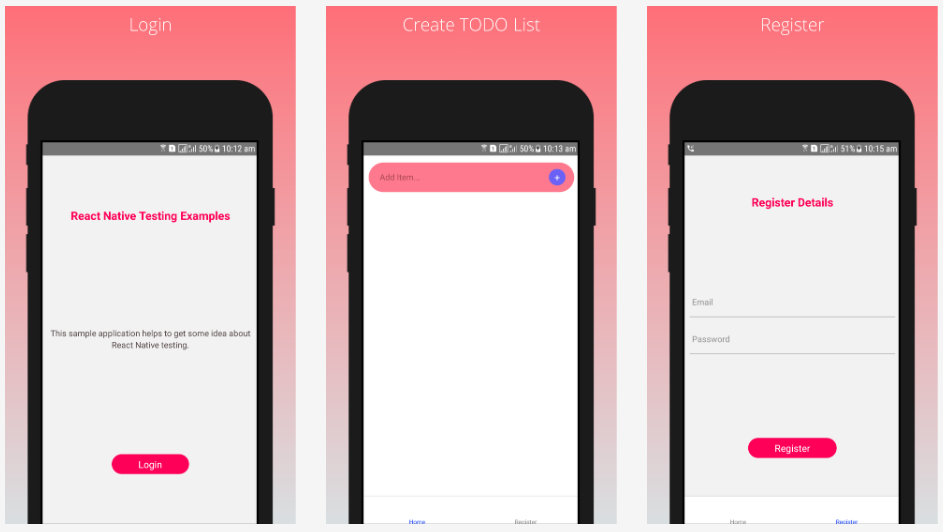 Login
10:12 am
50%
React Native Testing Examples
This sample application helps to get some idea about
React Native testing.
Login
Create TODO List
50%
10:13 am
Add Item...
+
Home
Register
Register
51%
10:15 am
Register Details
Email
Password
Register
Home
Register